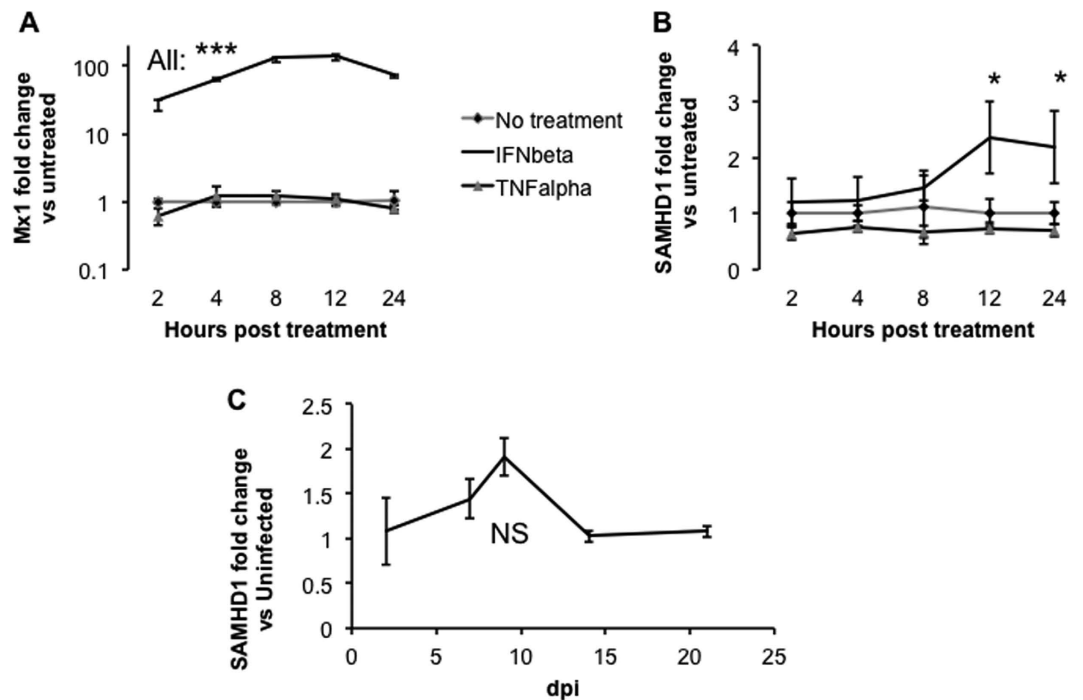 A
Mx1 fold change
vs untreated
100
10
1
0.1
All: ***
2 4 8 12 24
Hours post treatment
No treatment
IFNbeta
TNFalpha
B
SAMHD1 fold change
vs untreated
4
3
2
1
0
* *
2 4 8 12 24
Hours post treatment
C
SAMHD1 fold change
vs Uninfected
2.5
2
1.5
1
0.5
0
NS
0 5 10 15 20 25
dpi